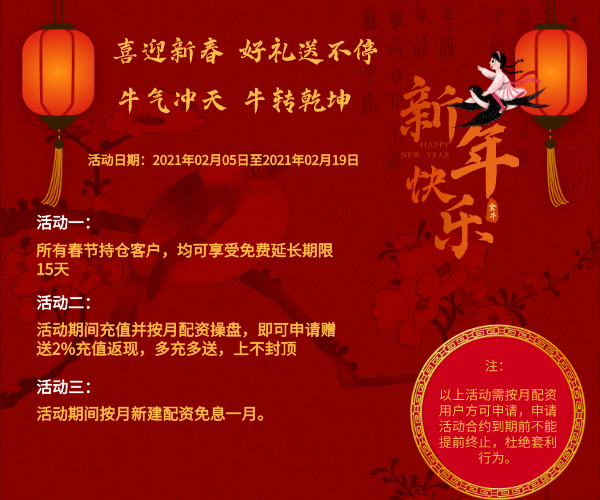 喜迎新春 好礼送不停
牛气冲天 牛转乾坤
活动日期：2021年02月05日至2021年02月19日
新年快乐
HAPPY
NEW YEAR
金牛
活动一：
所有春节持仓客户，均可享受免费延长期限
15天
活动二：
活动期间充值并按月配资操盘，即可申请赠
送2%充值返现，多充多送，上不封顶
活动三：
活动期间按月新建配资免息一月。
注：
以上活动需按月配资
用户方可申请，申请
活动合约到期前不能
提前终止，杜绝套利
行为。